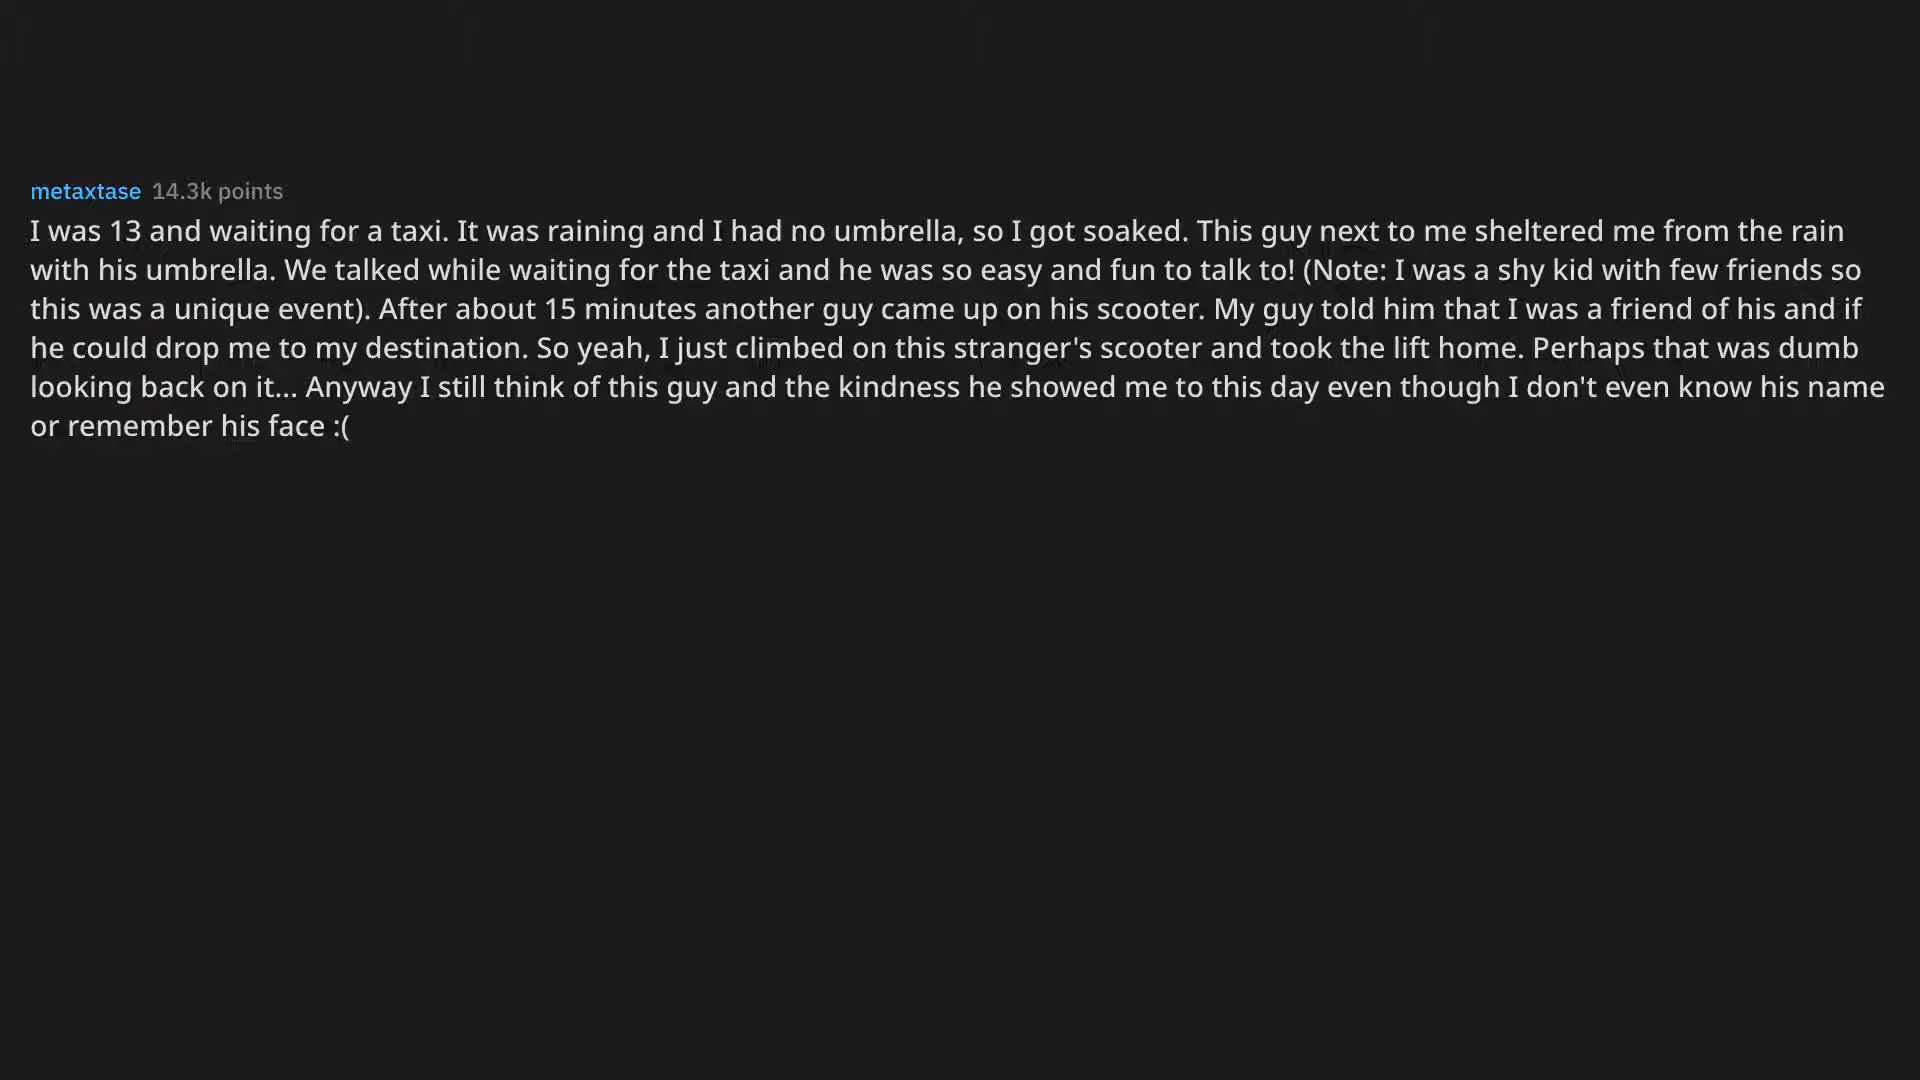 metaxtase 14.3k points
I was 13 and waiting for a taxi. It was raining and I had no umbrella, so I got soaked. This guy next to me sheltered me from the rain
with his umbrella. We talked while waiting for the taxi and he was so easy and fun to talk to! (Note: I was a shy kid with few friends so
this was a unique event). After about 15 minutes another guy came up on his scooter. My guy told him that I was a friend of his and if
he could drop me to my destination. So yeah, I just climbed on this stranger's scooter and took the lift home. Perhaps that was dumb
looking back on it... Anyway I still think of this guy and the kindness he showed me to this day even though I don't even know his name
or remember his face :(